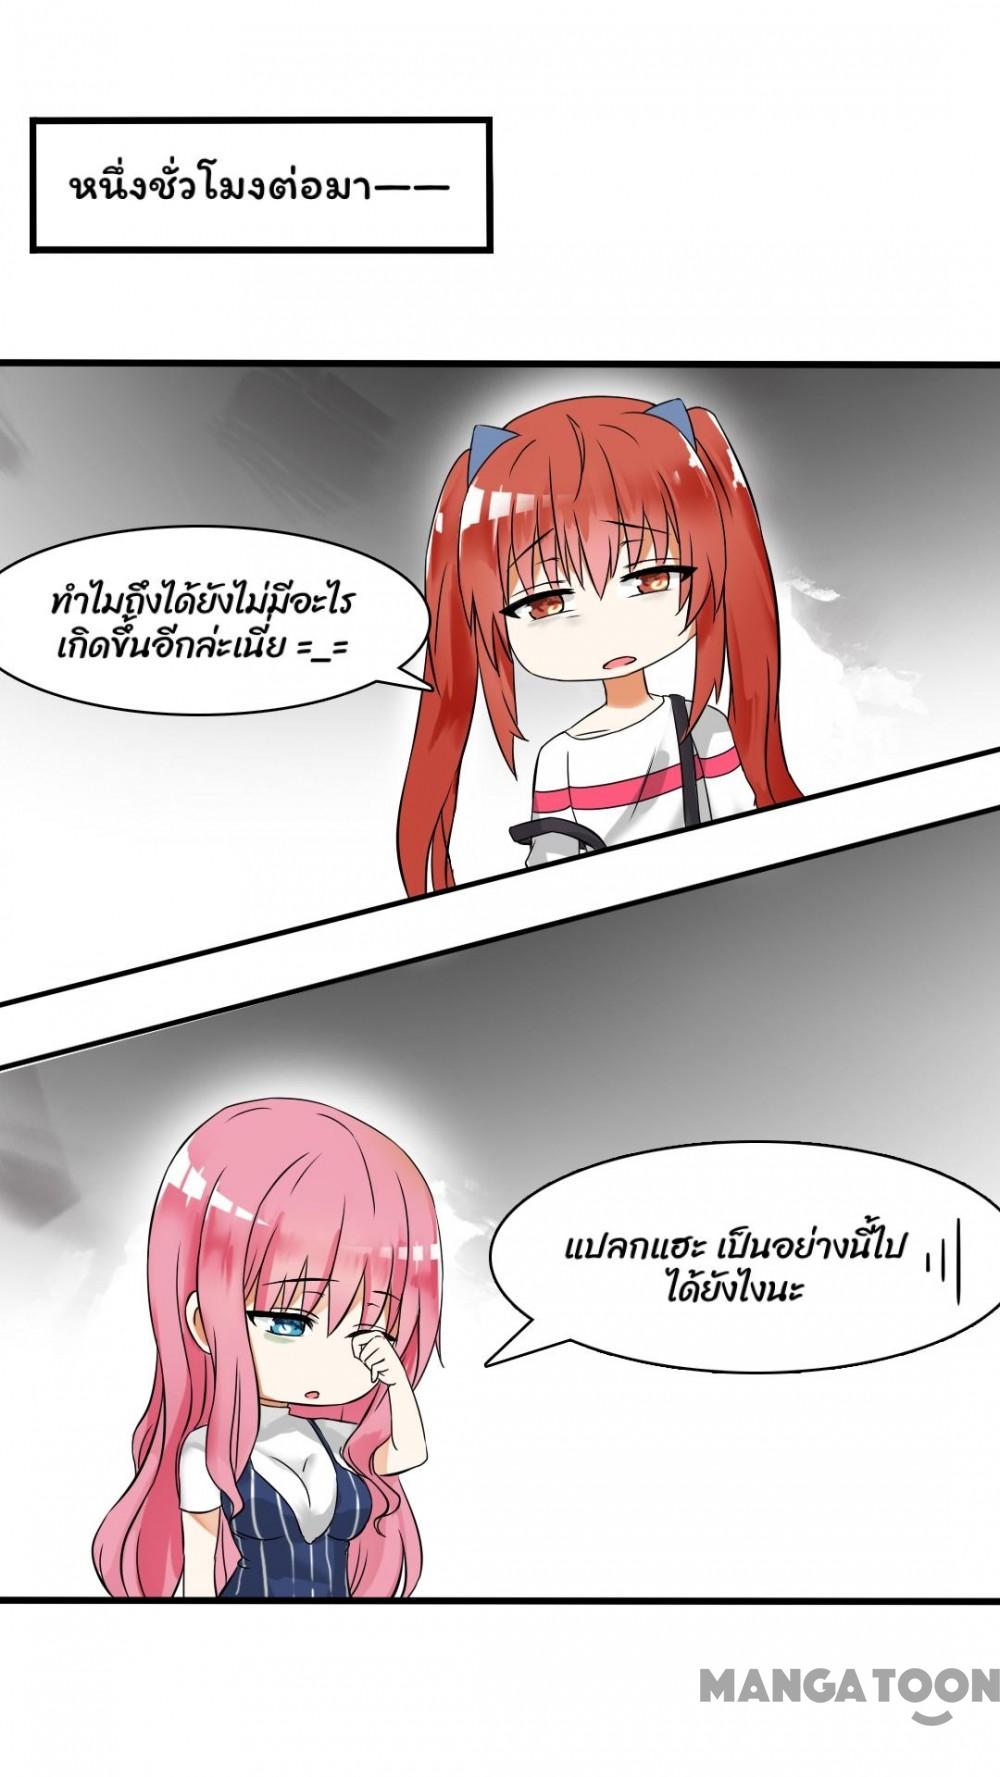 หนึ่งชั่วโมงต่อมา——
ทำไมถึงได้ยังไม่มีอะไร
เกิดขึ้นอีกล่ะเนี่ย =_=
แปลกแฮะ เป็นอย่างนี้ไป
ได้ยังไงนะ
MANGATOON